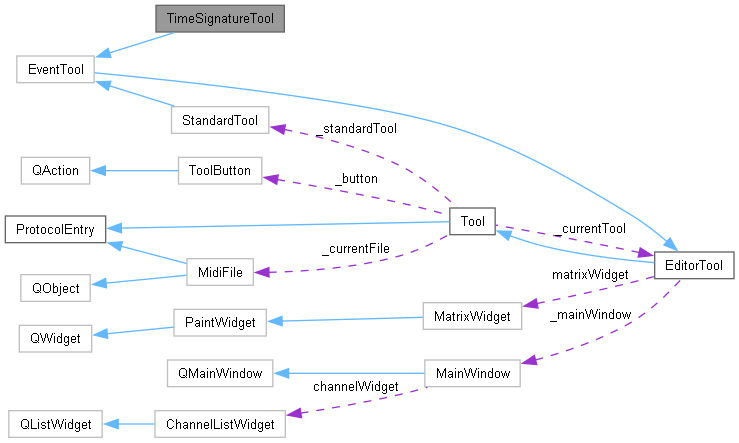 TimeSignatureTool
EventTool
StandardTool
_standardTool
QAction
ToolButton
_button
ProtocolEntry
Tool
_currentTool
_currentFile
EditorTool
MidiFile
matrixWidget
QObject
_mainWindow
PaintWidget
MatrixWidget
QWidget
QMainWindow
MainWindow
channelWidget
QListWidget
ChannelListWidget